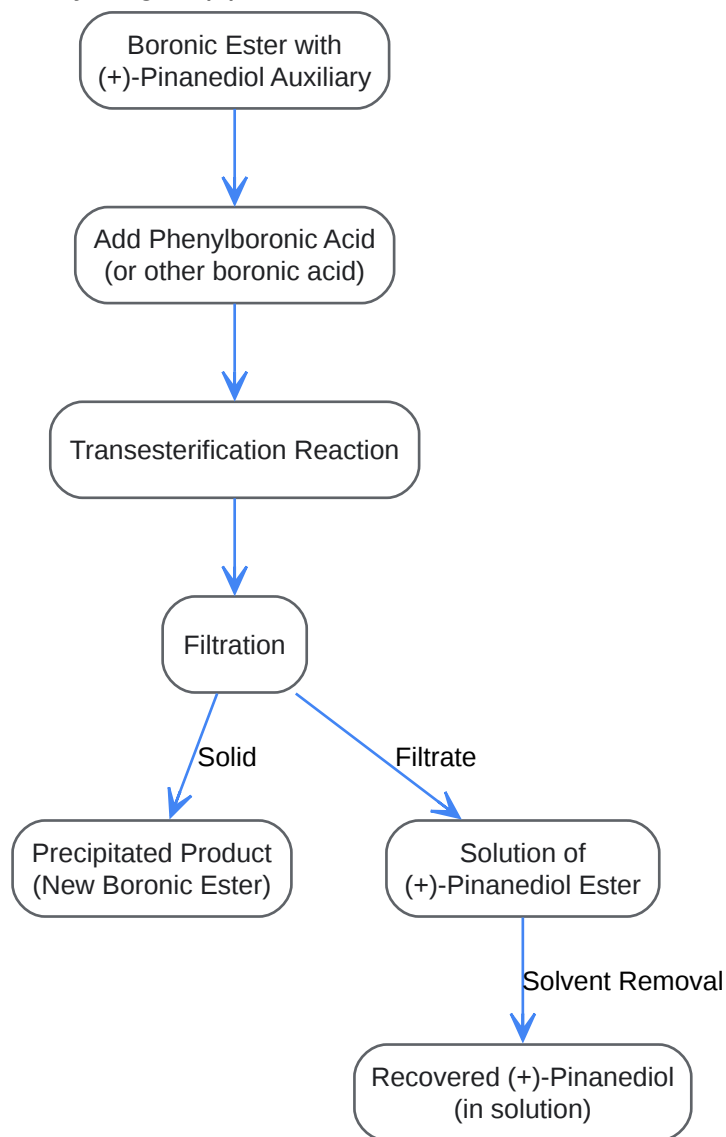 Boronic Ester with
(+)-Pinanediol Auxiliary
Add Phenylboronic Acid
(or other boronic acid)
Transesterification Reaction
Filtration
Solid
Filtrate
Precipitated Product
(New Boronic Ester)
Solution of
(+)-Pinanediol Ester
Solvent Removal
Recovered (+)-Pinanediol
(in solution)